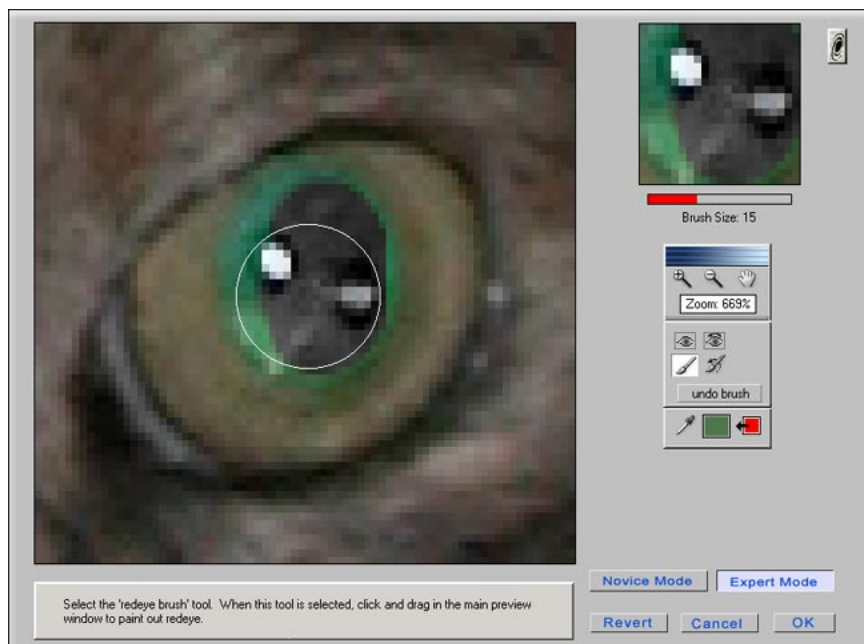 Brush Size: 15
Zoom: 669%
undo brush
Novice Mode
Expert Mode
Select the 'redeye brush' tool. When this tool is selected, click and drag in the main preview
window to paint out redeye.
Revert
Cancel
OK